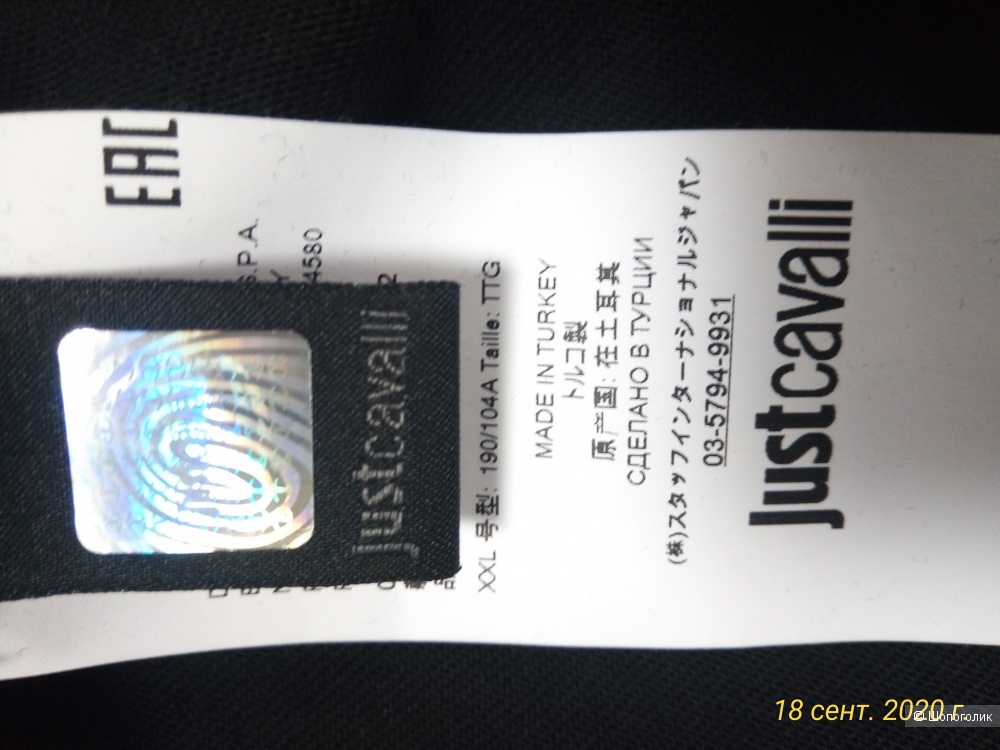 justcavalli
(株)スタッフインターナショナルジャパン
03-5794-9931
MADE IN TURKEY
トルコ製
原产国: 在土耳其
СДЕЛАНО В ТУРЦИИ
XXL 号型: 190/104A Taille: TTG
justcavalli
4580
S.P.A.
EAC
18 сент. 2020 г.
© Шопоголик